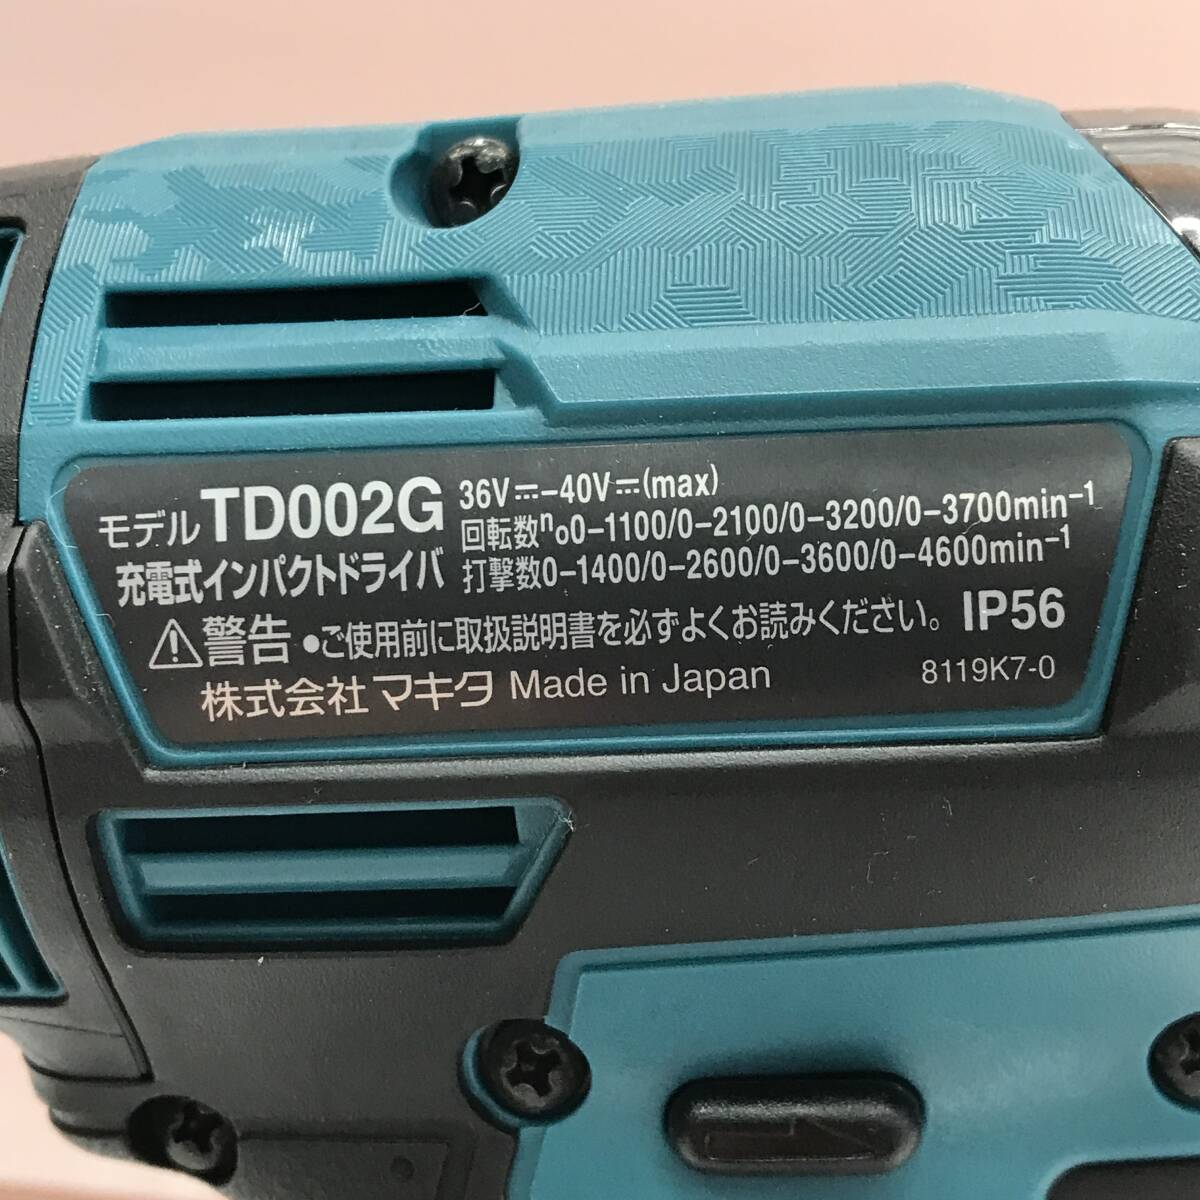 モデル TD002G 36V⎓-40V⎓(max)
回転数no0-1100/0-2100/0-3200/0-3700min-1
充電式インパクトドライバ 打撃数0-1400/0-2600/0-3600/0-4600min-1
⚠警告 ●ご使用前に取扱説明書を必ずよくお読みください。 IP56
株式会社マキタ Made in Japan 8119K7-0